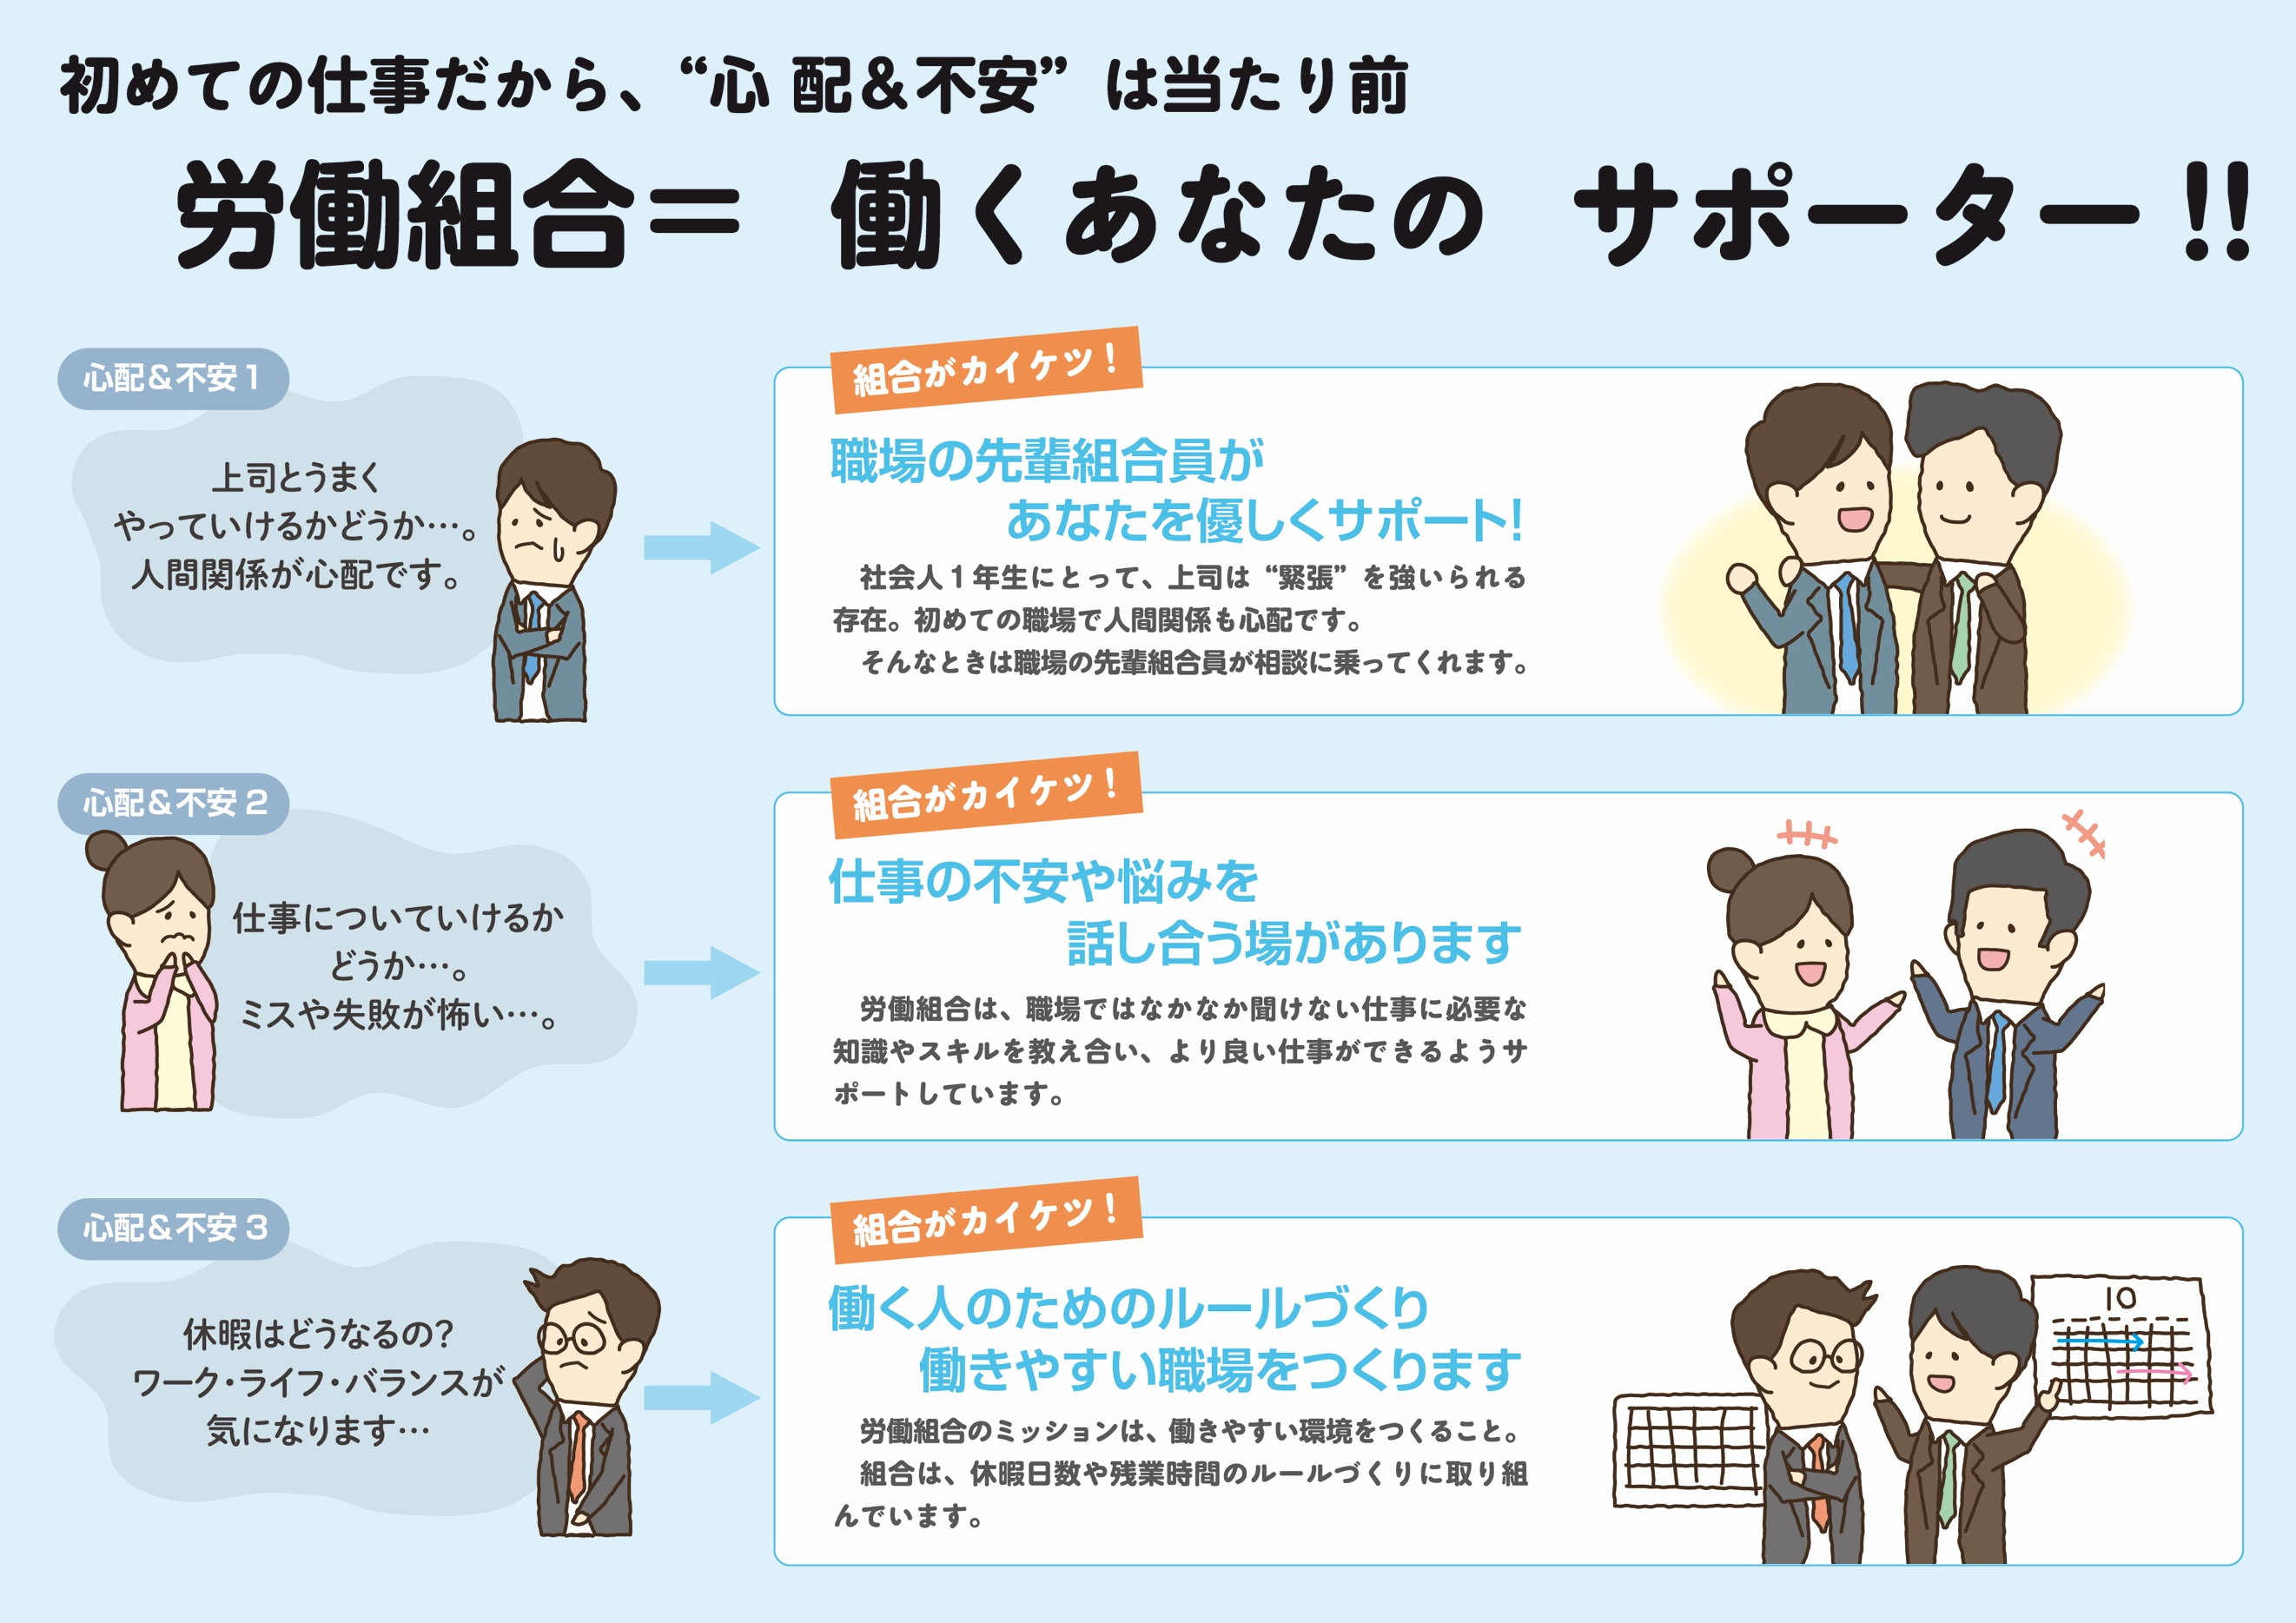 初めての仕事だから、“心 配＆不安” は当たり前
労働組合＝ 働くあなたの サポーター!!
心配＆不安1
上司とうまく
やっていけるかどうか…。
人間関係が心配です。
組合がカイケツ！
職場の先輩組合員が
あなたを優しくサポート！
社会人1年生にとって、上司は“緊張”を強いられる
存在。初めての職場で人間関係も心配です。
そんなときは職場の先輩組合員が相談に乗ってくれます。
心配＆不安2
仕事についていけるか
どうか…。
ミスや失敗が怖い…。
組合がカイケツ！
仕事の不安や悩みを
話し合う場があります
労働組合は、職場ではなかなか聞けない仕事に必要な
知識やスキルを教え合い、より良い仕事ができるようサ
ポートしています。
心配＆不安3
休暇はどうなるの？
ワーク・ライフ・バランスが
気になります…
組合がカイケツ！
働く人のためのルールづくり
働きやすい職場をつくります
労働組合のミッションは、働きやすい環境をつくること。
組合は、休暇日数や残業時間のルールづくりに取り組
んでいます。
10